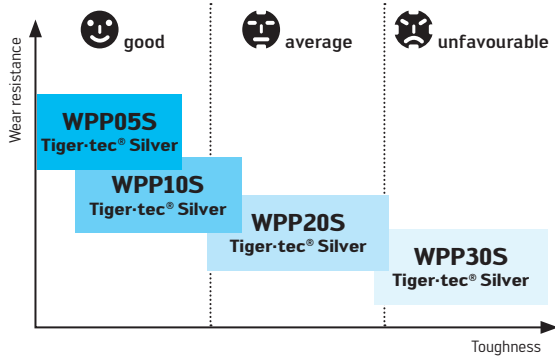 good
average
unfavourable
Wear resistance
WPP05S
Tiger·tec® Silver
WPP10S
Tiger·tec® Silver
WPP20S
Tiger·tec® Silver
WPP30S
Tiger·tec® Silver
Toughness